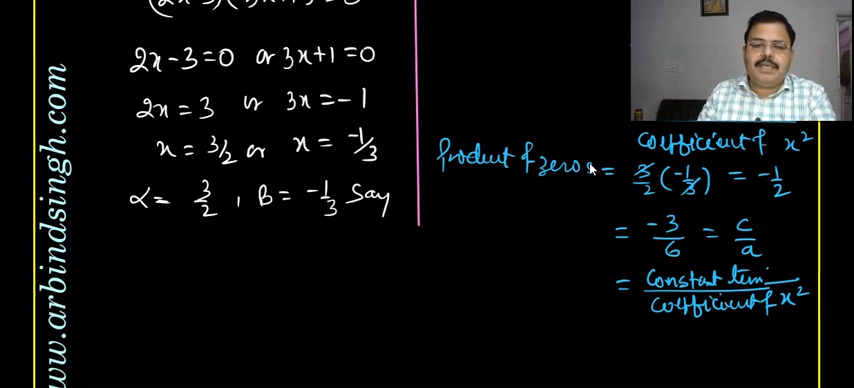 2x-3=0 or 3x+1=0
2x = 3 or 3x = -1
x = 3/2 or x = -1/3
α = 3/2 , B = -1/3 Say
coefficient of x²
Product of zeros = 3/2 (-1/3) = -1/2
= -3/6 = c/a
= Constant term / coefficient of x²
ww.arbindsingh.com